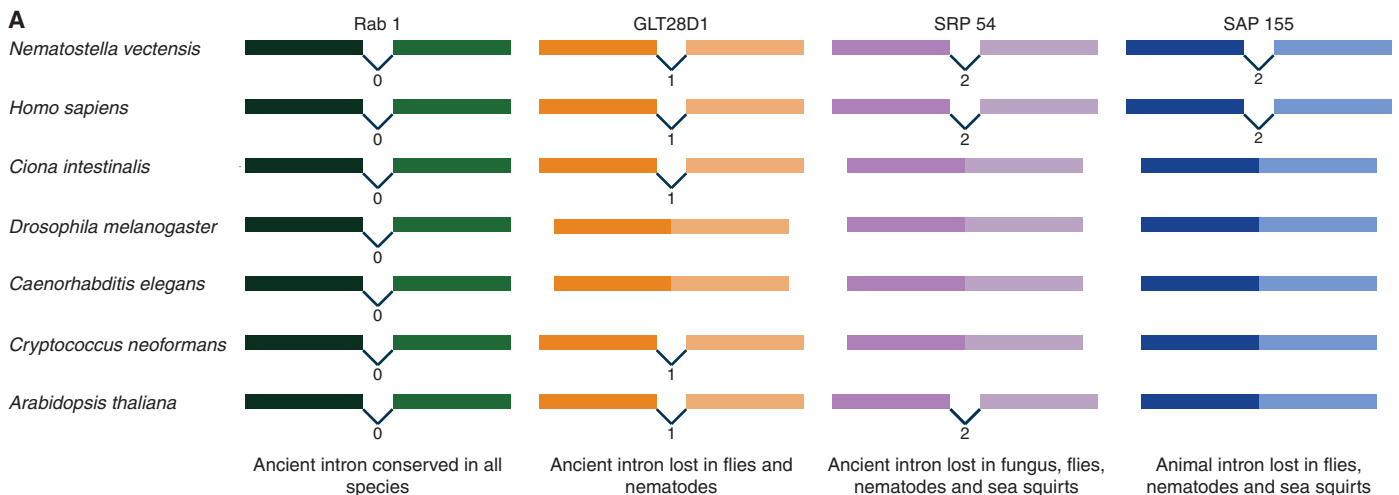 A
Rab 1 GLT28D1 SRP 54 SAP 155
Nematostella vectensis
0 1 2 2
Homo sapiens
0 1 2 2
Ciona intestinalis
0 1
Drosophila melanogaster
0
Caenorhabditis elegans
0
Cryptococcus neoformans
0 1
Arabidopsis thaliana
0 1 2
Ancient intron conserved in all
species
Ancient intron lost in flies and
nematodes
Ancient intron lost in fungus, flies,
nematodes and sea squirts
Animal intron lost in flies,
nematodes and sea squirts